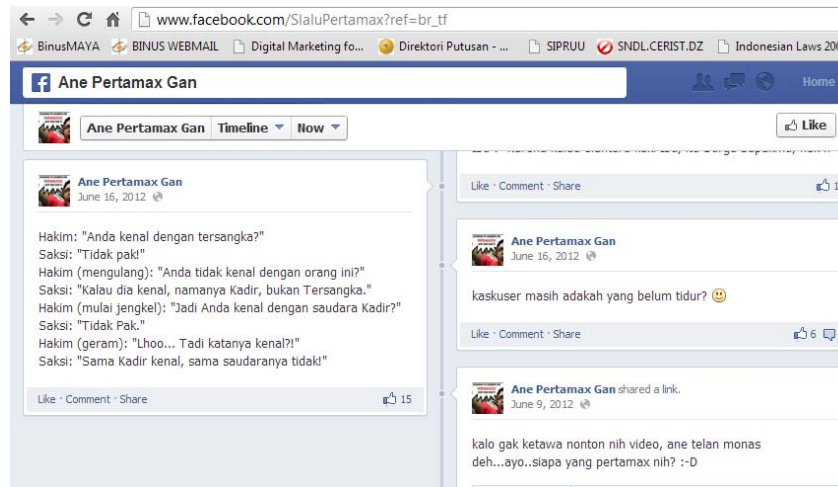 www.facebook.com/SlaluPertamax?ref=br_tf
BinusMAYA BINUS WEBMAIL Digital Marketing fo... Direktori Putusan - ... SIPRUU SNDL.CERIST.DZ Indonesian Laws 200
Ane Pertamax Gan Home
Ane Pertamax Gan Timeline Now Like
Ane Pertamax Gan
June 16, 2012
Hakim: "Anda kenal dengan tersangka?"
Saksi: "Tidak pak!"
Hakim (mengulang): "Anda tidak kenal dengan orang ini?"
Saksi: "Kalau dia kenal, namanya Kadir, bukan Tersangka."
Hakim (mulai jengkel): "Jadi Anda kenal dengan saudara Kadir?"
Saksi: "Tidak Pak."
Hakim (geram): "Lhoo... Tadi katanya kenal?!"
Saksi: "Sama Kadir kenal, sama saudaranya tidak!"
Like · Comment · Share 15
Like · Comment · Share 1
Ane Pertamax Gan
June 16, 2012
kaskuser masih adakah yang belum tidur?
Like · Comment · Share 6
Ane Pertamax Gan shared a link.
June 9, 2012
kalo gak ketawa nonton nih video, ane telan monas
deh...ayo..siapa yang pertamax nih? :-D